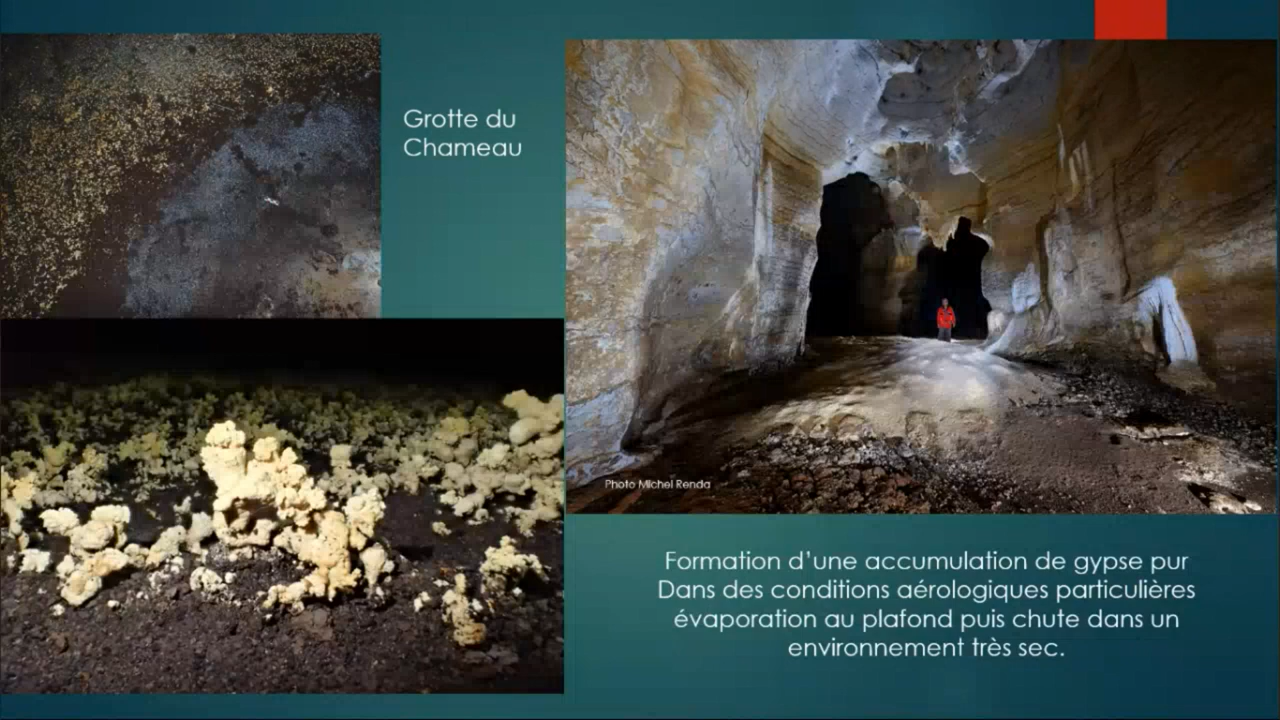 Grotte du
Chameau
Photo Michel Renda
Formation d’une accumulation de gypse pur
Dans des conditions aérologiques particulières
évaporation au plafond puis chute dans un
environnement très sec.